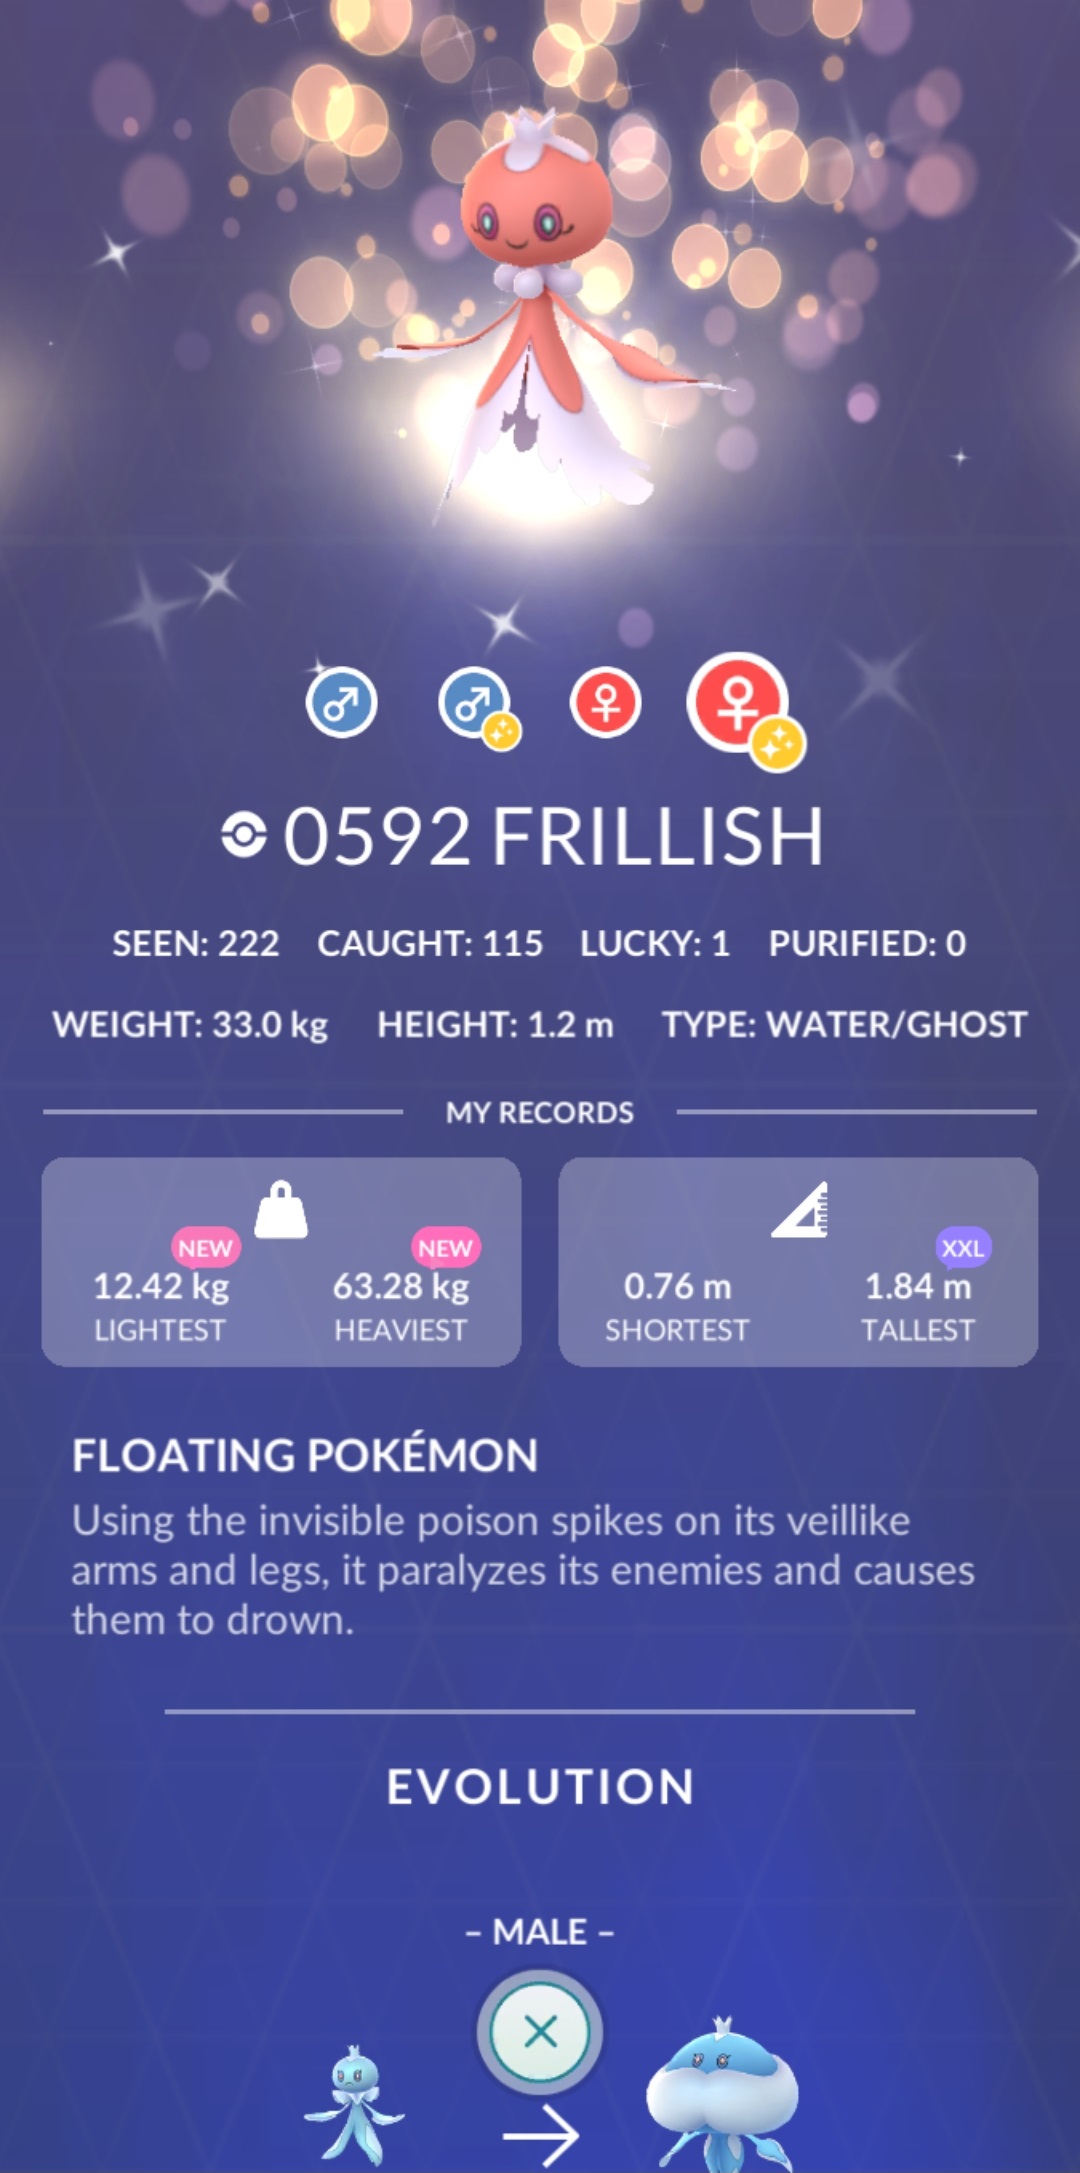 0592 FRILLISH
SEEN: 222 CAUGHT: 115 LUCKY: 1 PURIFIED: 0
WEIGHT: 33.0 kg HEIGHT: 1.2 m TYPE: WATER/GHOST
MY RECORDS
NEW NEW XXL
12.42 kg 63.28 kg 0.76 m 1.84 m
LIGHTEST HEAVIEST SHORTEST TALLEST
FLOATING POKÉMON
Using the invisible poison spikes on its veillike
arms and legs, it paralyzes its enemies and causes
them to drown.
EVOLUTION
– MALE –